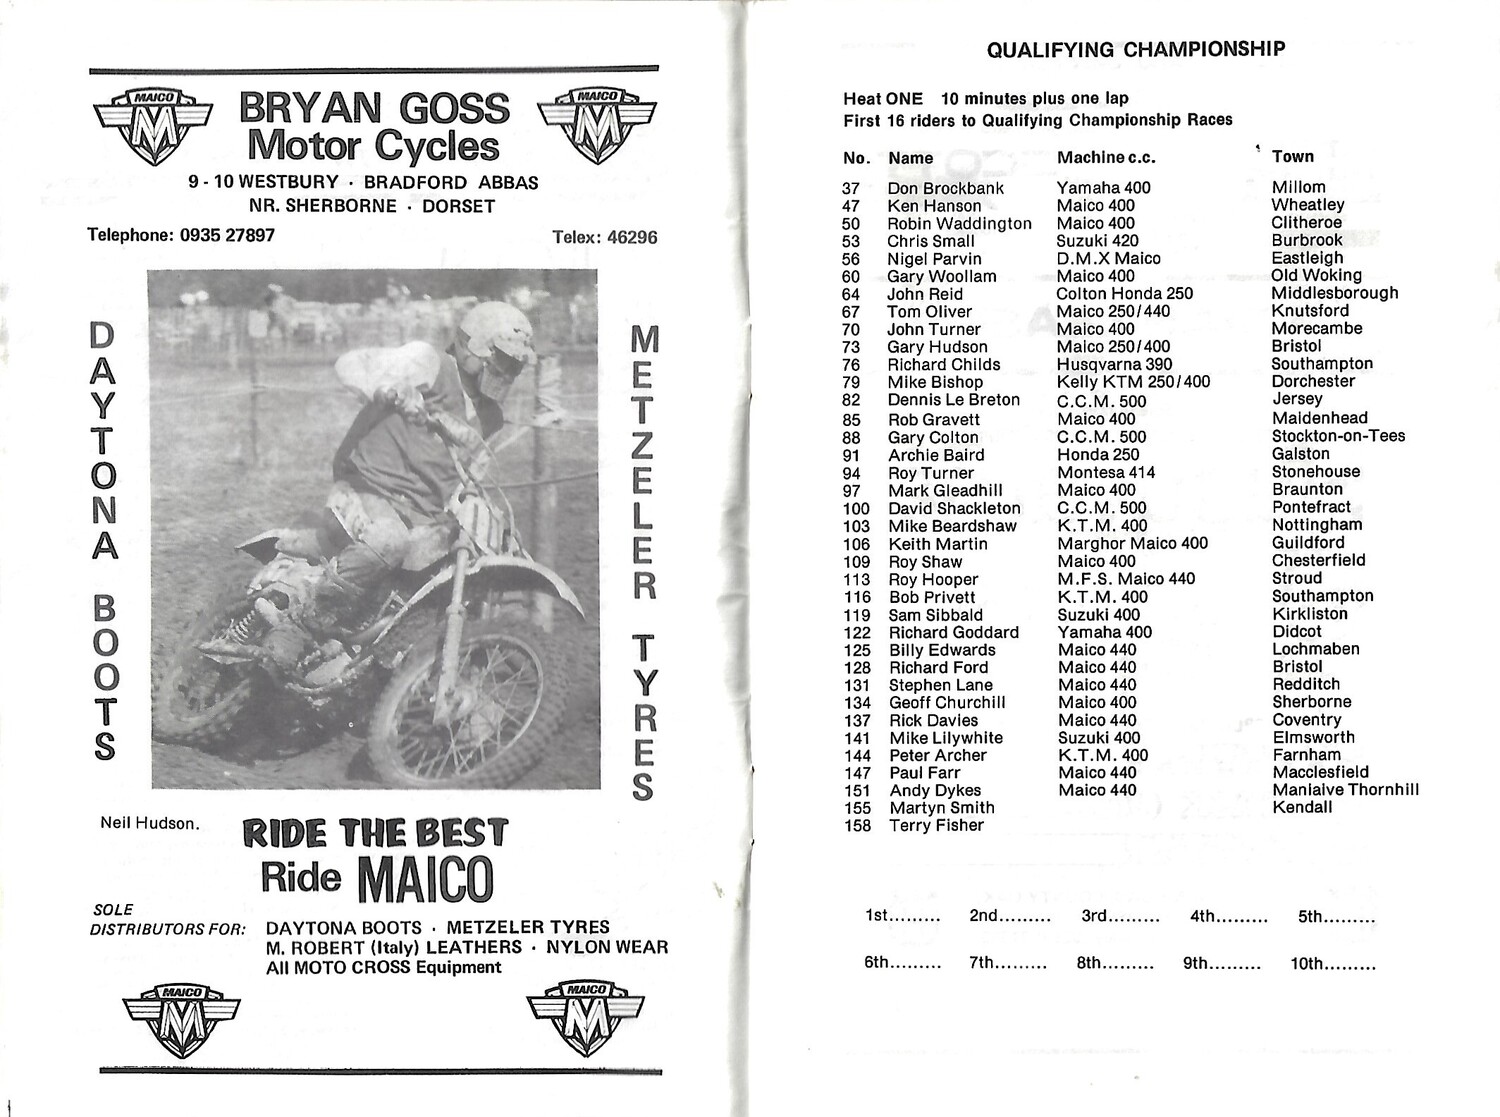 MAICO
M
BRYAN GOSS
Motor Cycles
MAICO
M
9 - 10 WESTBURY · BRADFORD ABBAS
NR. SHERBORNE · DORSET
Telephone: 0935 27897
Telex: 46296
DAYTONA BOOTS
METZELER TYRES
Neil Hudson.
RIDE THE BEST
Ride MAICO
SOLE
DISTRIBUTORS FOR:
DAYTONA BOOTS · METZELER TYRES
M. ROBERT (Italy) LEATHERS · NYLON WEAR
All MOTO CROSS Equipment
MAICO
M
MAICO
M
QUALIFYING CHAMPIONSHIP
Heat ONE 10 minutes plus one lap
First 16 riders to Qualifying Championship Races
No. Name Machine c.c. Town
37 Don Brockbank Yamaha 400 Millom
47 Ken Hanson Maico 400 Wheatley
50 Robin Waddington Maico 400 Clitheroe
53 Chris Small Suzuki 420 Burbrook
56 Nigel Parvin D.M.X Maico Eastleigh
60 Gary Woollam Maico 400 Old Woking
64 John Reid Colton Honda 250 Middlesborough
67 Tom Oliver Maico 250/440 Knutsford
70 John Turner Maico 400 Morecambe
73 Gary Hudson Maico 250/400 Bristol
76 Richard Childs Husqvarna 390 Southampton
79 Mike Bishop Kelly KTM 250/400 Dorchester
82 Dennis Le Breton C.C.M. 500 Jersey
85 Rob Gravett Maico 400 Maidenhead
88 Gary Colton C.C.M. 500 Stockton-on-Tees
91 Archie Baird Honda 250 Galston
94 Roy Turner Montesa 414 Stonehouse
97 Mark Gleadhill Maico 400 Braunton
100 David Shackleton C.C.M. 500 Pontefract
103 Mike Beardshaw K.T.M. 400 Nottingham
106 Keith Martin Marghor Maico 400 Guildford
109 Roy Shaw Maico 400 Chesterfield
113 Roy Hooper M.F.S. Maico 440 Stroud
116 Bob Privett K.T.M. 400 Southampton
119 Sam Sibbald Suzuki 400 Kirkliston
122 Richard Goddard Yamaha 400 Didcot
125 Billy Edwards Maico 440 Lochmaben
128 Richard Ford Maico 440 Bristol
131 Stephen Lane Maico 440 Redditch
134 Geoff Churchill Maico 400 Sherborne
137 Rick Davies Maico 440 Coventry
141 Mike Lilywhite Suzuki 400 Elmsworth
144 Peter Archer K.T.M. 400 Farnham
147 Paul Farr Maico 440 Macclesfield
151 Andy Dykes Maico 440 Maniaive Thornhill
155 Martyn Smith Kendall
158 Terry Fisher
1st......... 2nd......... 3rd......... 4th......... 5th.........
6th......... 7th......... 8th......... 9th......... 10th.........